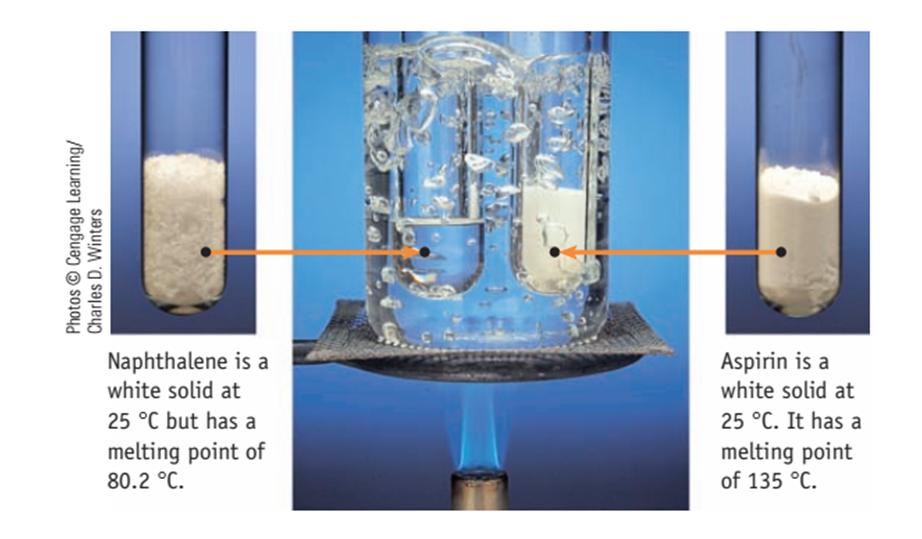 Photos © Cengage Learning/
Charles D. Winters
Naphthalene is a
white solid at
25 °C but has a
melting point of
80.2 °C.
Aspirin is a
white solid at
25 °C. It has a
melting point
of 135 °C.